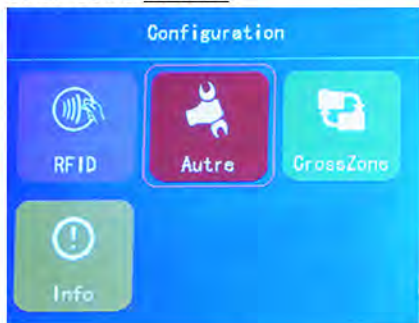 Configuration
RFID
Autre
CrossZone
Info